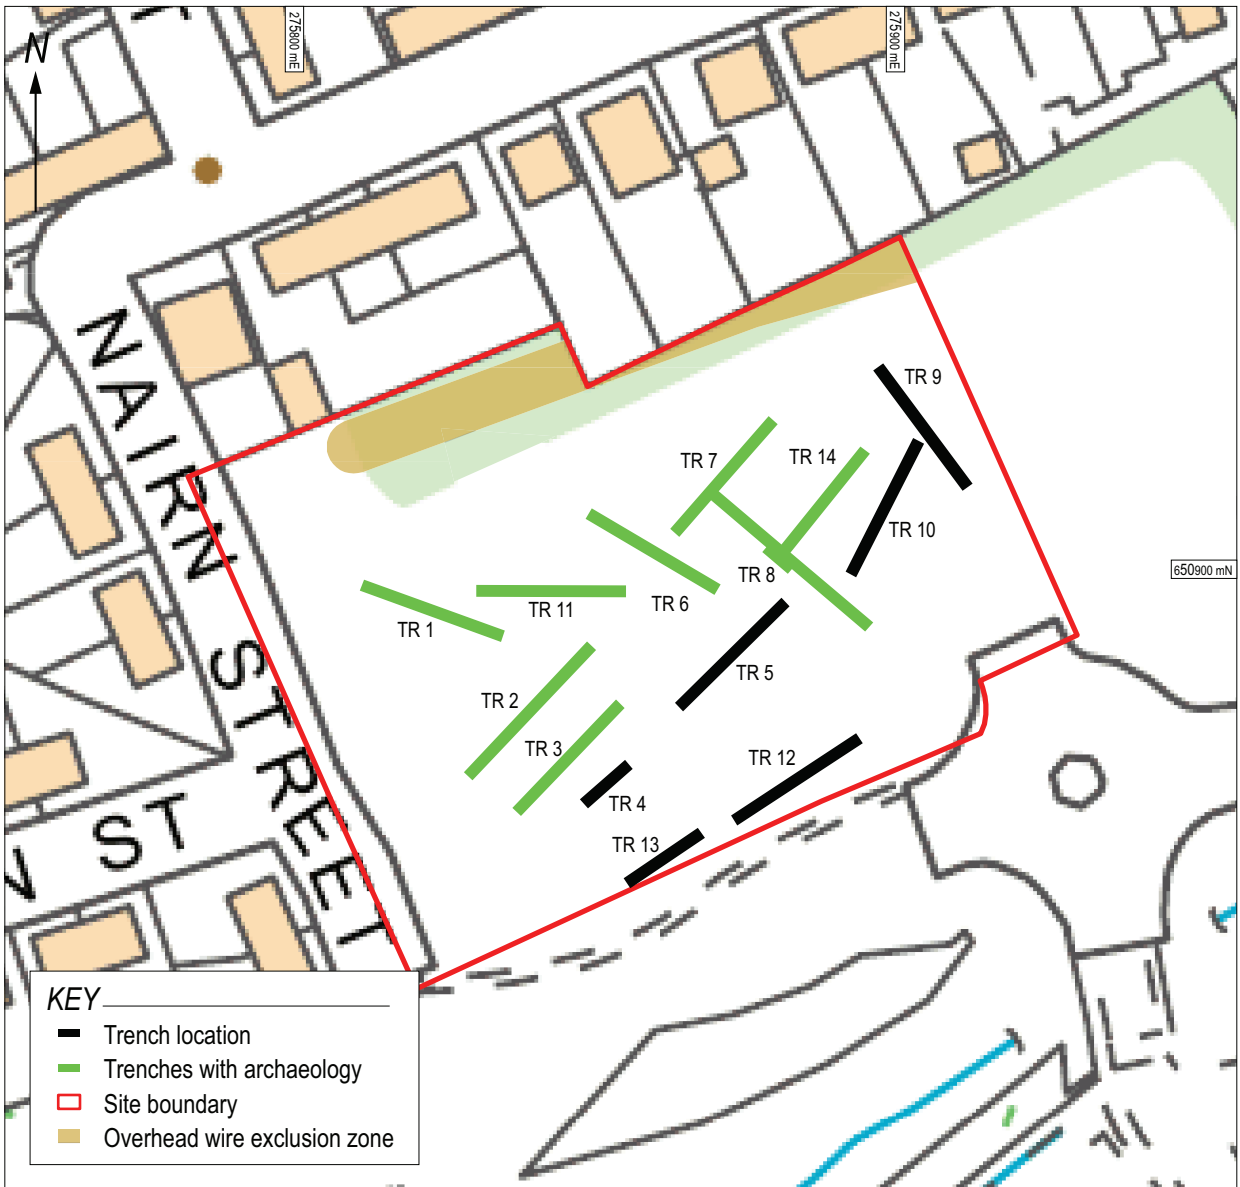 N
275800 mE
275900 mE
NAIRN STREET
TR 9
TR 7
TR 14
TR 10
TR 8
650900 mN
TR 6
TR 11
TR 1
TR 5
TR 2
TR 3
TR 12
TR 4
TR 13
ST
KEY
Trench location
Trenches with archaeology
Site boundary
Overhead wire exclusion zone